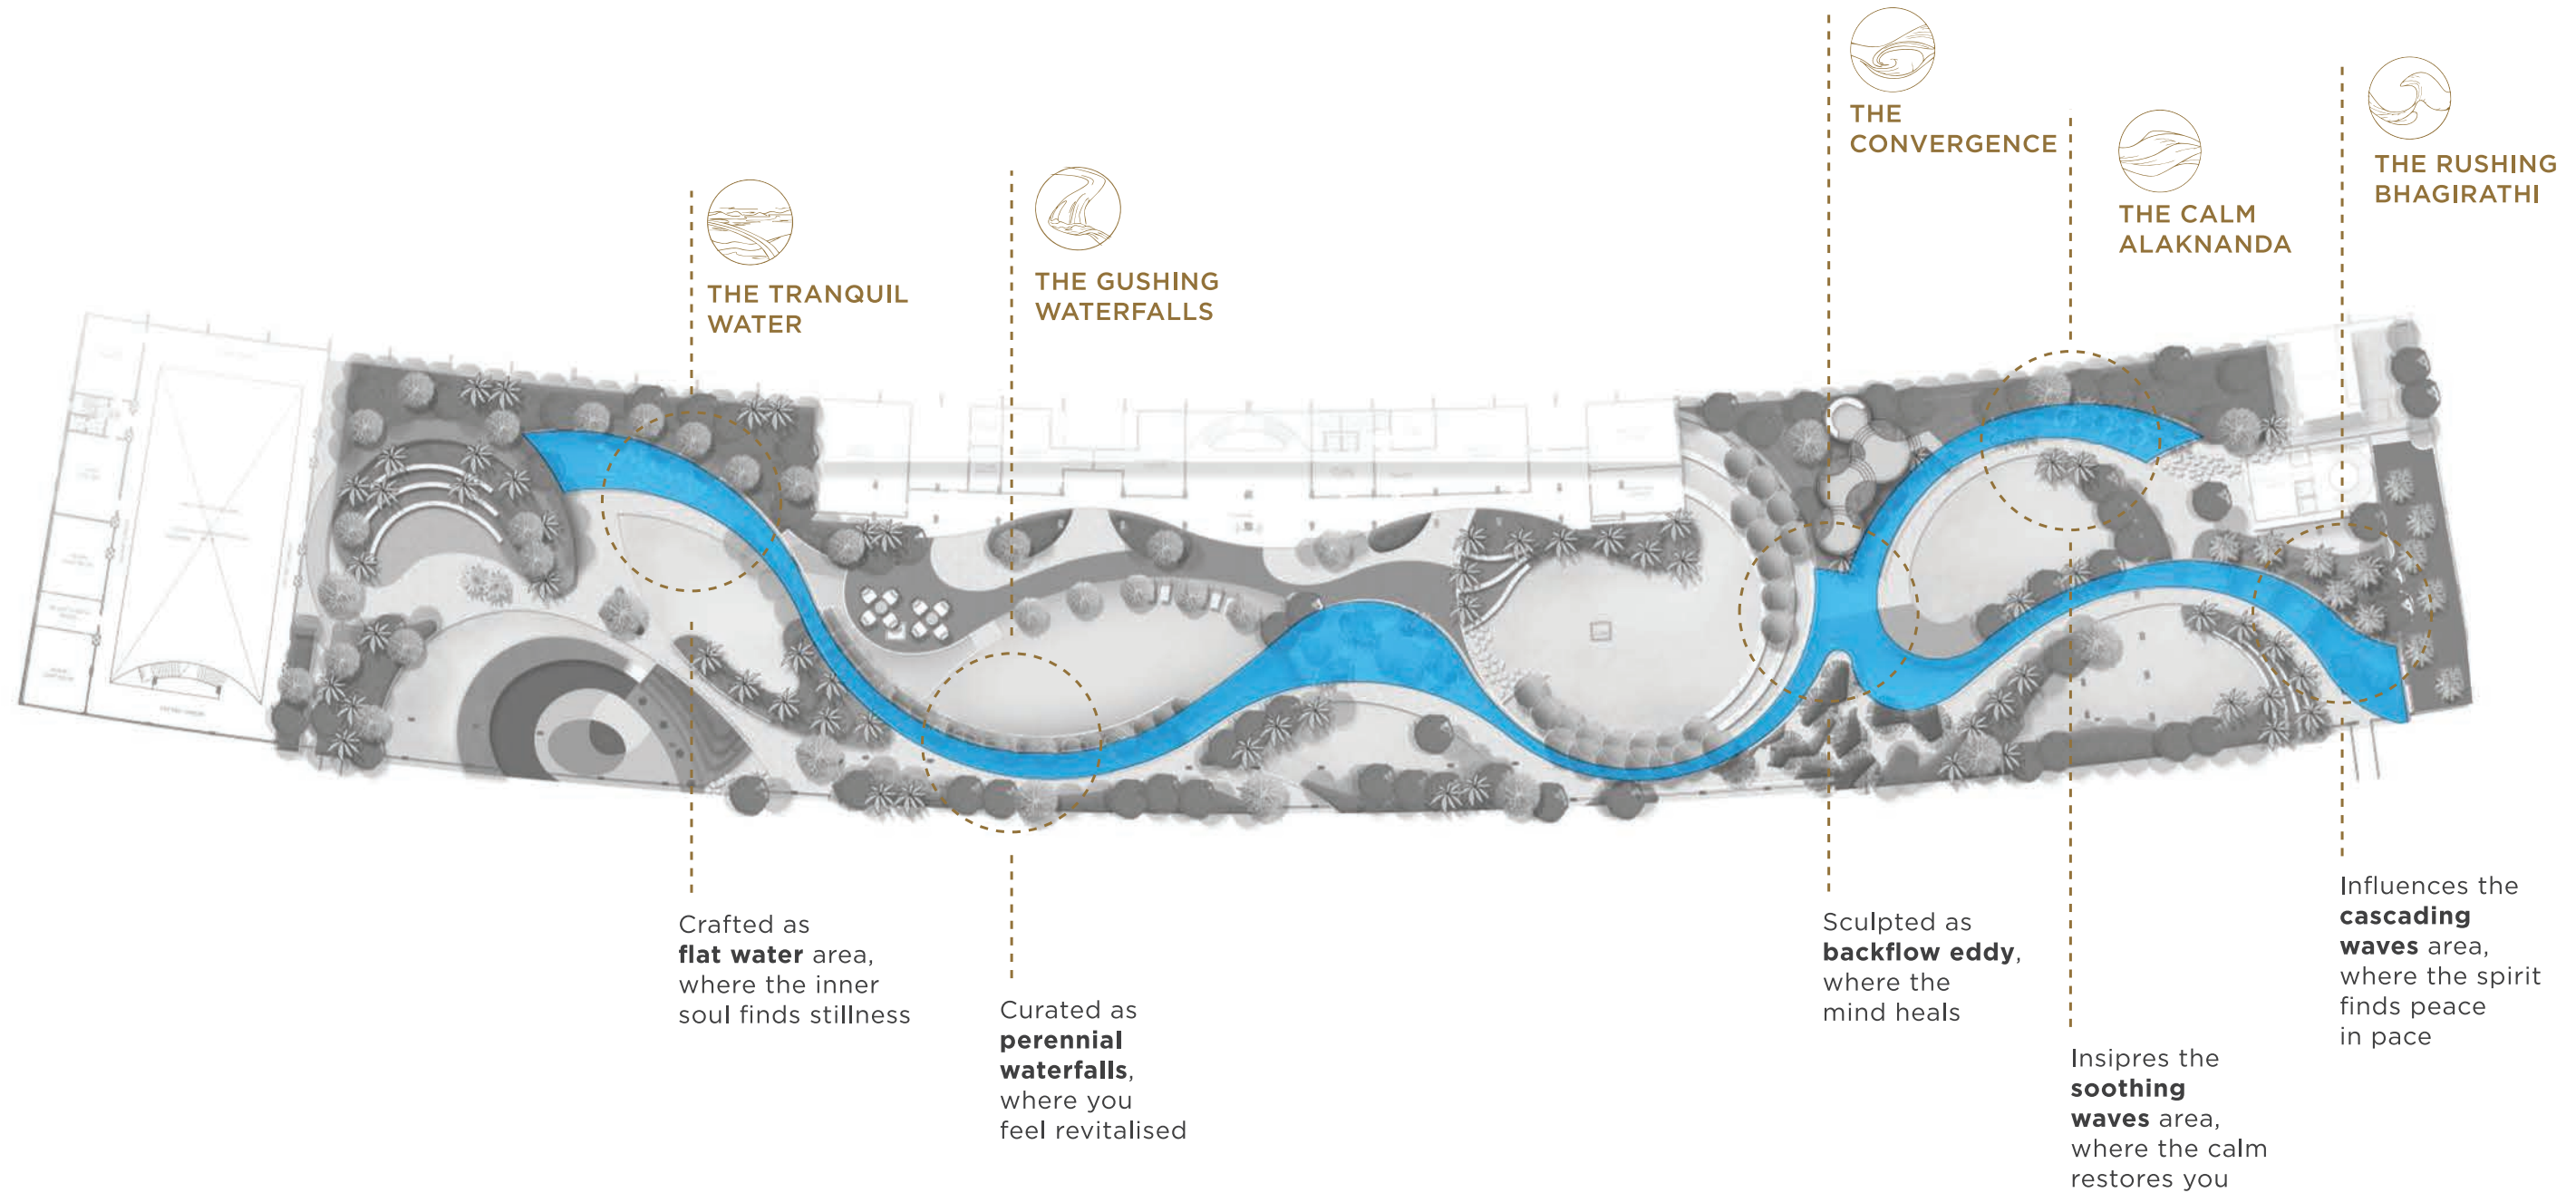 THE TRANQUIL
WATER
THE GUSHING
WATERFALLS
THE
CONVERGENCE
THE CALM
ALAKNANDA
THE RUSHING
BHAGIRATHI
Crafted as
flat water area,
where the inner
soul finds stillness
Curated as
perennial
waterfalls,
where you
feel revitalised
Sculpted as
backflow eddy,
where the
mind heals
Insipres the
soothing
waves area,
where the calm
restores you
Influences the
cascading
waves area,
where the spirit
finds peace
in pace